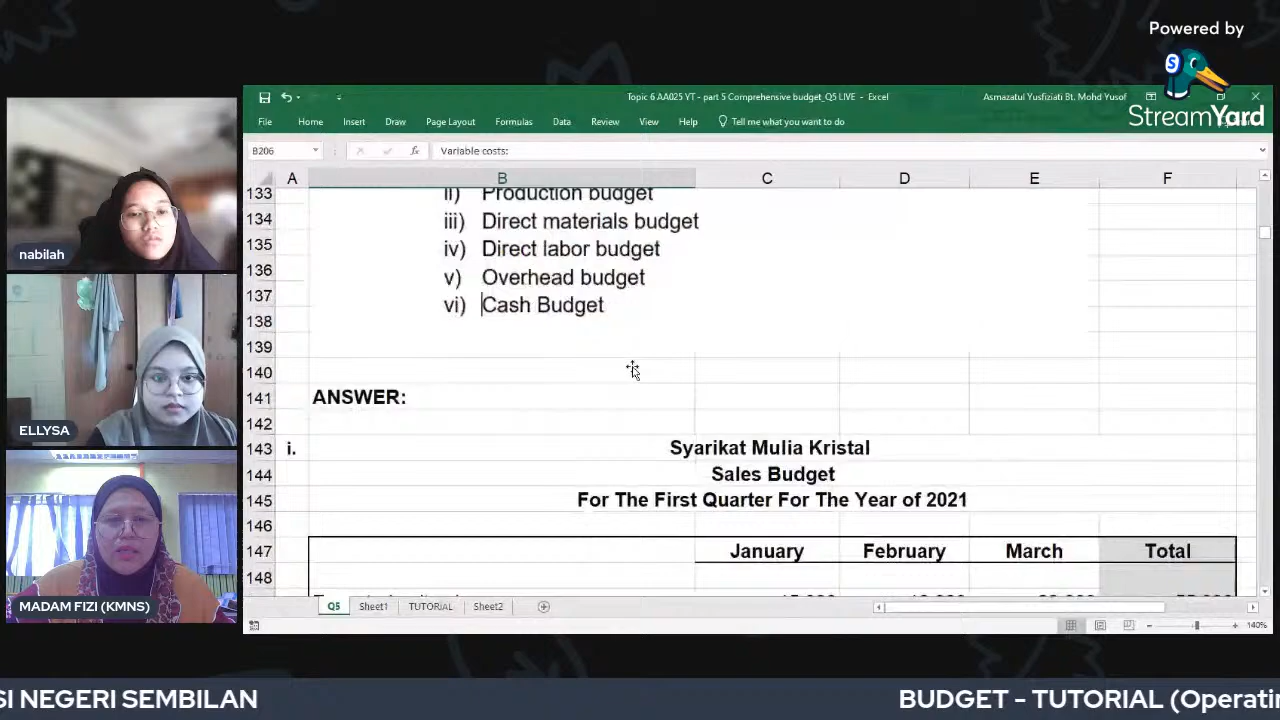 Powered by
StreamYard
Topic 6 AA025 YT - part 5 Comprehensive budget_Q5 LIVE - Excel
Asmazatul Yusfiziati Bt. Mohd Yusof
File Home Insert Draw Page Layout Formulas Data Review View Help Tell me what you want to do
B206 fx Variable costs:
A B C D E F
133 ii) Production budget
134 iii) Direct materials budget
135 iv) Direct labor budget
136 v) Overhead budget
137 vi) Cash Budget
138
139
140
141 ANSWER:
142
143 i. Syarikat Mulia Kristal
144 Sales Budget
145 For The First Quarter For The Year of 2021
146
147 January February March Total
148
Q5 Sheet1 TUTORIAL Sheet2
140%
nabilah
ELLYSA
MADAM FIZI (KMNS)
SI NEGERI SEMBILAN
BUDGET - TUTORIAL (Operatin